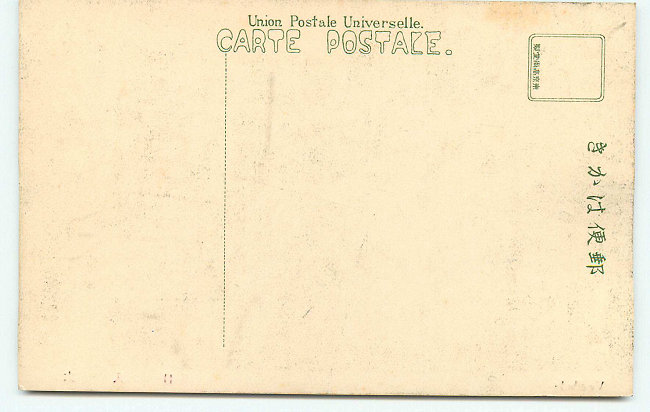 Union Postale Universelle.
CARTE POSTALE.
郵便はかき